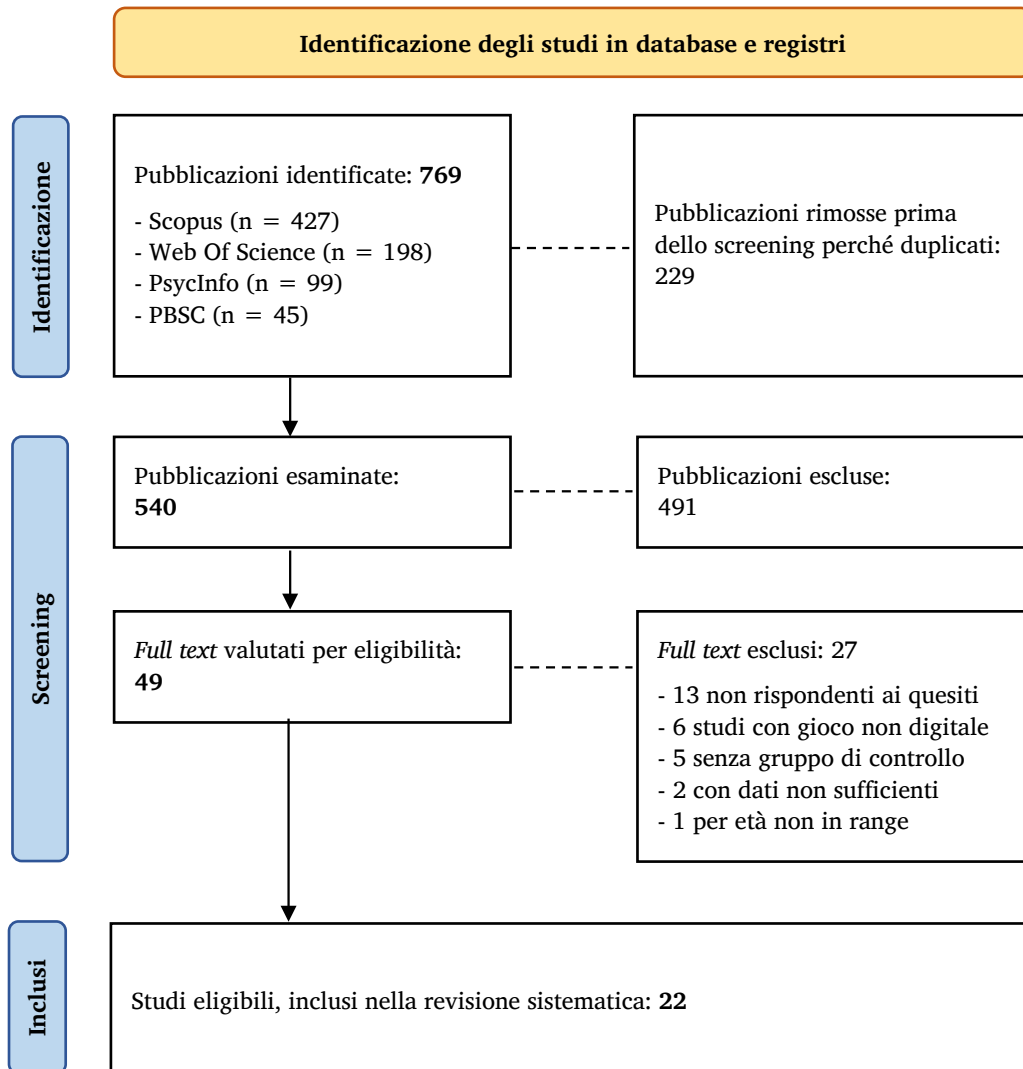 Identificazione degli studi in database e registri
Identificazione
Pubblicazioni identificate: 769
- Scopus (n = 427)
- Web Of Science (n = 198)
- PsycInfo (n = 99)
- PBSC (n = 45)
Pubblicazioni rimosse prima
dello screening perché duplicati:
229
Screening
Pubblicazioni esaminate:
540
Pubblicazioni escluse:
491
Full text valutati per eligibilità:
49
Full text esclusi: 27
- 13 non rispondenti ai quesiti
- 6 studi con gioco non digitale
- 5 senza gruppo di controllo
- 2 con dati non sufficienti
- 1 per età non in range
Inclusi
Studi eligibili, inclusi nella revisione sistematica: 22